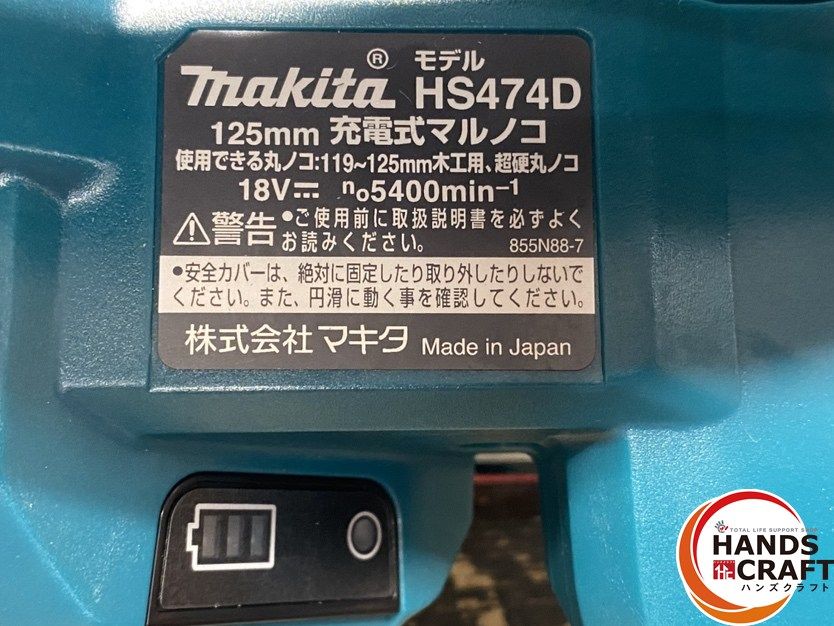 makita® モデル HS474D
125mm 充電式マルノコ
使用できる丸ノコ:119~125mm木工用、超硬丸ノコ
18V⎓ no5400min-1
⚠警告 ●ご使用前に取扱説明書を必ずよく
お読みください。 855N88-7
●安全カバーは、絶対に固定したり取り外したりしないで
ください。また、円滑に動く事を確認してください。
株式会社 マキタ Made in Japan
TOTAL LIFE SUPPORT SHOP
HANDS
CRAFT
ハンズクラフト